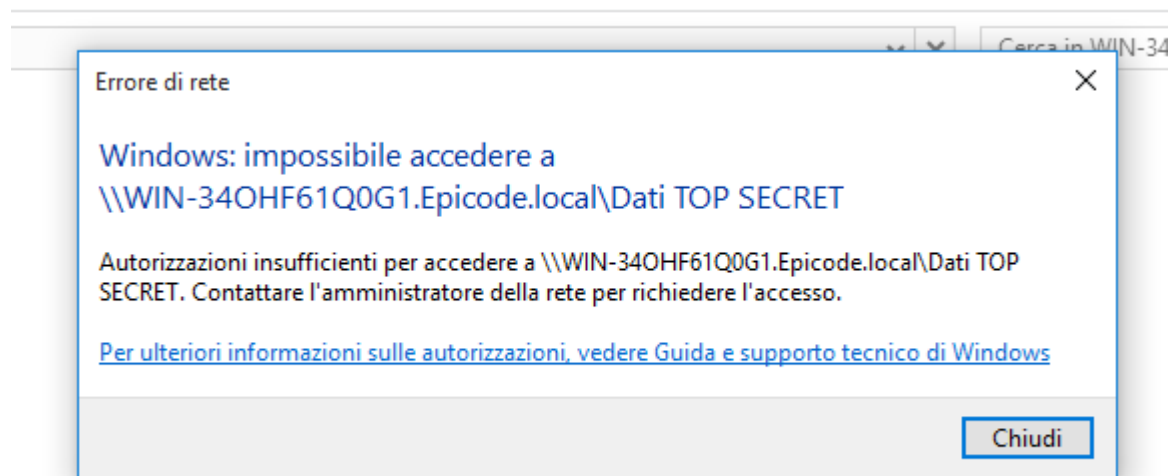 Cerca in WIN-34
Errore di rete
Windows: impossibile accedere a
\\WIN-34OHF61Q0G1.Epicode.local\Dati TOP SECRET
Autorizzazioni insufficienti per accedere a \\WIN-34OHF61Q0G1.Epicode.local\Dati TOP
SECRET. Contattare l'amministratore della rete per richiedere l'accesso.
Per ulteriori informazioni sulle autorizzazioni, vedere Guida e supporto tecnico di Windows
Chiudi